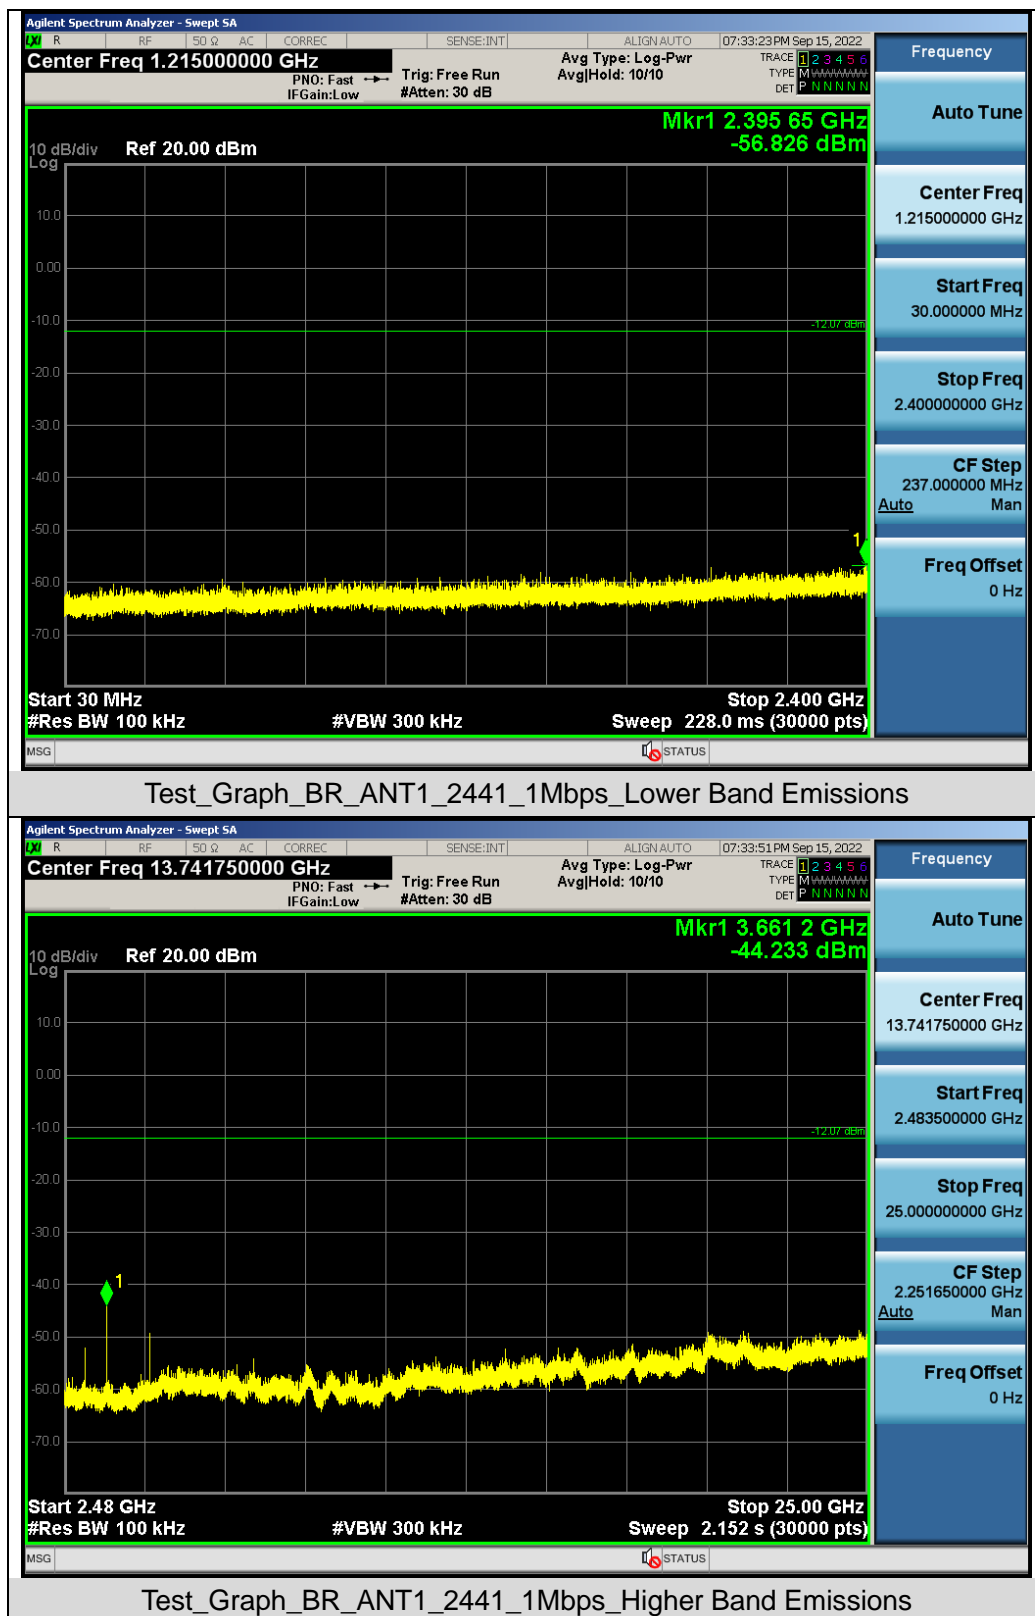 Agilent Spectrum Analyzer - Swept SA
LXI R RF 50 Ω AC CORREC SENSE:INT ALIGN AUTO 07:33:23 PM Sep 15, 2022
Center Freq 1.215000000 GHz
PNO: Fast
IFGain:Low
Trig: Free Run
#Atten: 30 dB
Avg Type: Log-Pwr
Avg|Hold: 10/10
TRACE 1 2 3 4 5 6
TYPE M
DET P N N N N N
Mkr1 2.395 65 GHz
-56.826 dBm
10 dB/div Ref 20.00 dBm
Log
10.0
0.00
-10.0
-12.07 dBm
-20.0
-30.0
-40.0
-50.0
1
-60.0
-70.0
Start 30 MHz Stop 2.400 GHz
#Res BW 100 kHz #VBW 300 kHz Sweep 228.0 ms (30000 pts)
MSG STATUS
Frequency
Auto Tune
Center Freq
1.215000000 GHz
Start Freq
30.000000 MHz
Stop Freq
2.400000000 GHz
CF Step
237.000000 MHz
Auto Man
Freq Offset
0 Hz
Test_Graph_BR_ANT1_2441_1Mbps_Lower Band Emissions
Agilent Spectrum Analyzer - Swept SA
LXI R RF 50 Ω AC CORREC SENSE:INT ALIGN AUTO 07:33:51 PM Sep 15, 2022
Center Freq 13.741750000 GHz
PNO: Fast
IFGain:Low
Trig: Free Run
#Atten: 30 dB
Avg Type: Log-Pwr
Avg|Hold: 10/10
TRACE 1 2 3 4 5 6
TYPE M
DET P N N N N N
Mkr1 3.661 2 GHz
-44.233 dBm
10 dB/div Ref 20.00 dBm
Log
10.0
0.00
-10.0
-12.07 dBm
-20.0
-30.0
-40.0
1
-50.0
-60.0
-70.0
Start 2.48 GHz Stop 25.00 GHz
#Res BW 100 kHz #VBW 300 kHz Sweep 2.152 s (30000 pts)
MSG STATUS
Frequency
Auto Tune
Center Freq
13.741750000 GHz
Start Freq
2.483500000 GHz
Stop Freq
25.000000000 GHz
CF Step
2.251650000 GHz
Auto Man
Freq Offset
0 Hz
Test_Graph_BR_ANT1_2441_1Mbps_Higher Band Emissions